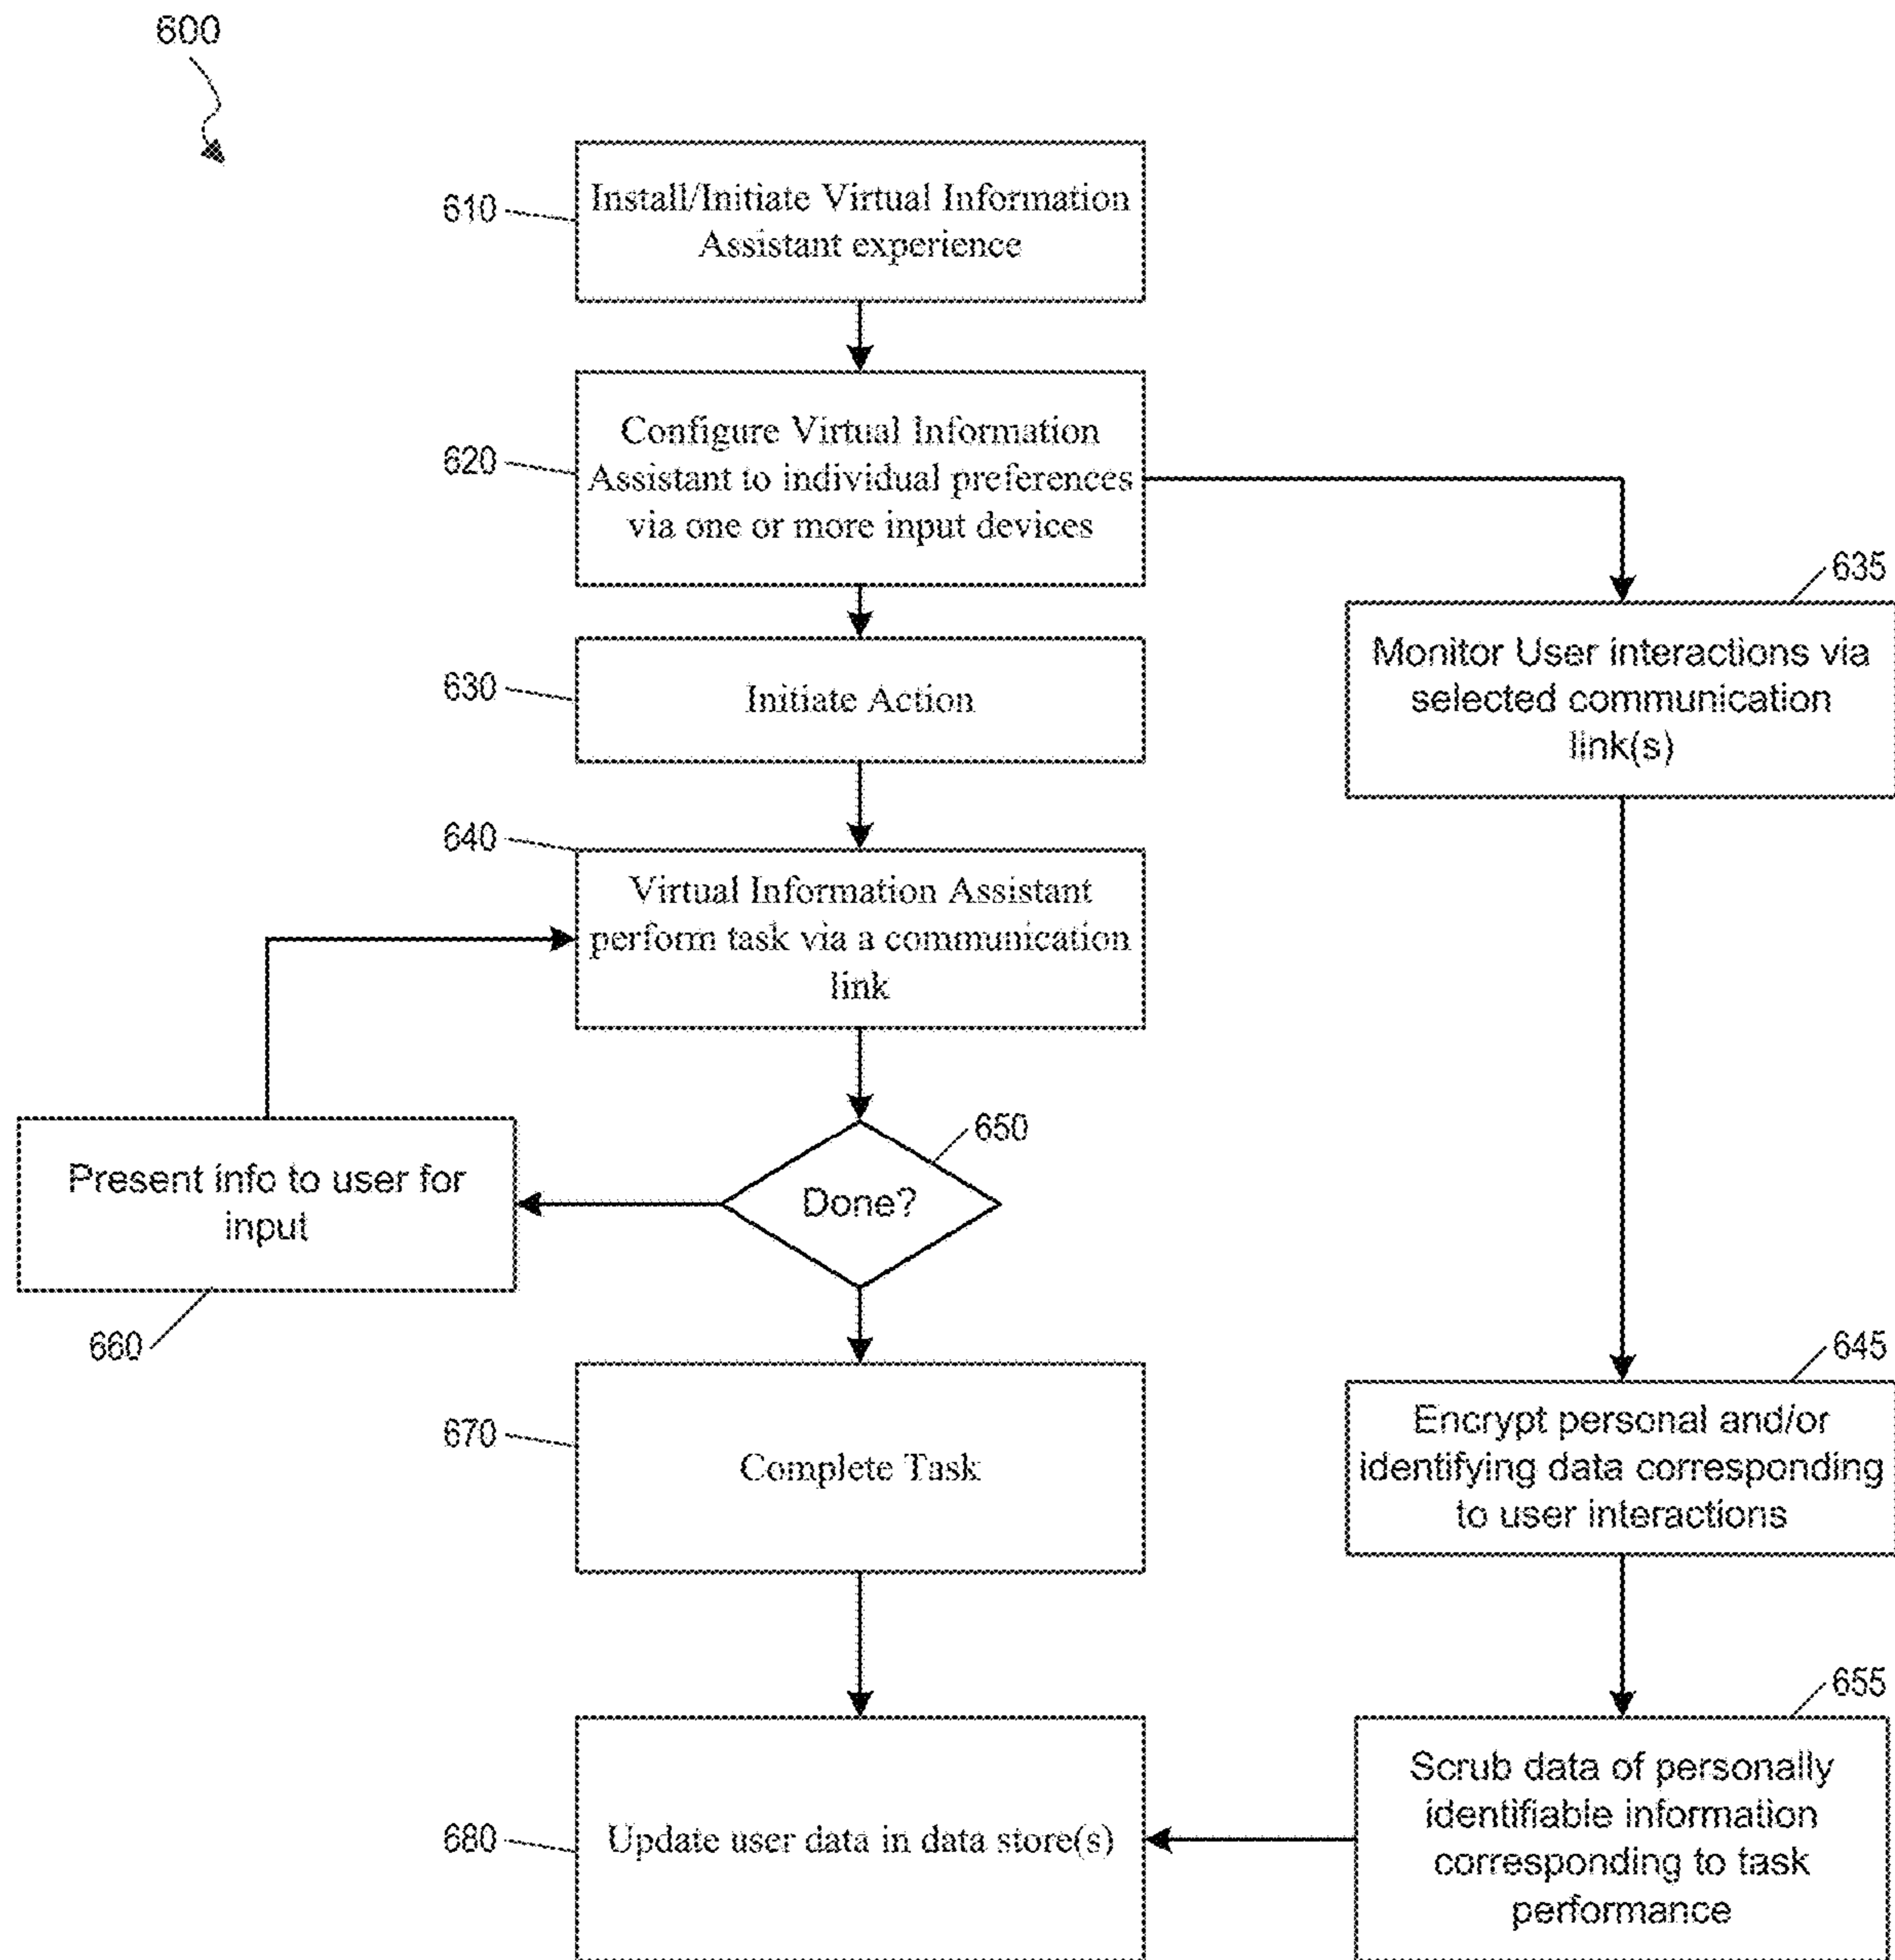 600
610
Install/Initiate Virtual Information
Assistant experience
620
Configure Virtual Information
Assistant to individual preferences
via one or more input devices
630
Initiate Action
635
Monitor User interactions via
selected communication
link(s)
640
Virtual Information Assistant
perform task via a communication
link
650
Done?
Present info to user for
input
660
670
Complete Task
645
Encrypt personal and/or
identifying data corresponding
to user interactions
655
Scrub data of personally
identifiable information
corresponding to task
performance
680
Update user data in data store(s)